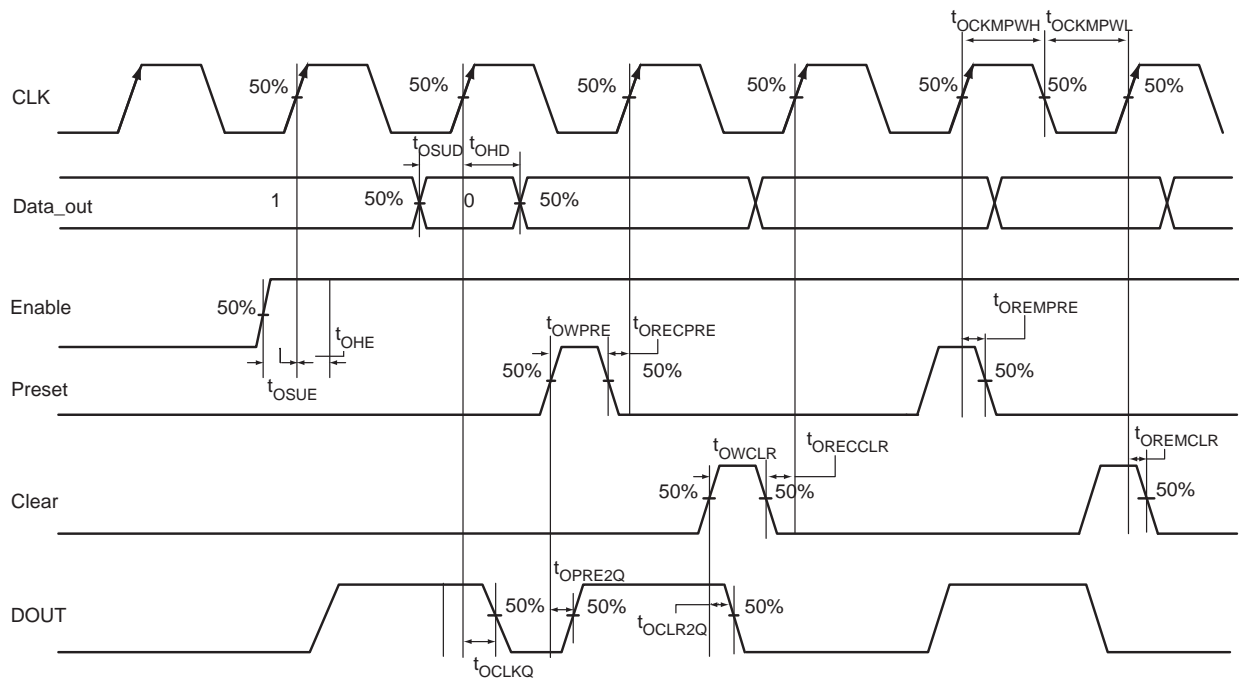 tOCKMPWH tOCKMPWL
CLK 50% 50% 50% 50% 50% 50% 50%
tOSUD tOHD
Data_out 1 50% 0 50%
Enable 50%
tOHE
tOSUE
tOWPRE tORECPRE tOREMPRE
Preset 50% 50% 50%
tOWCLR tORECCLR tOREMCLR
Clear 50% 50% 50%
tOPRE2Q
DOUT 50% 50% 50%
tOCLR2Q
tOCLKQ